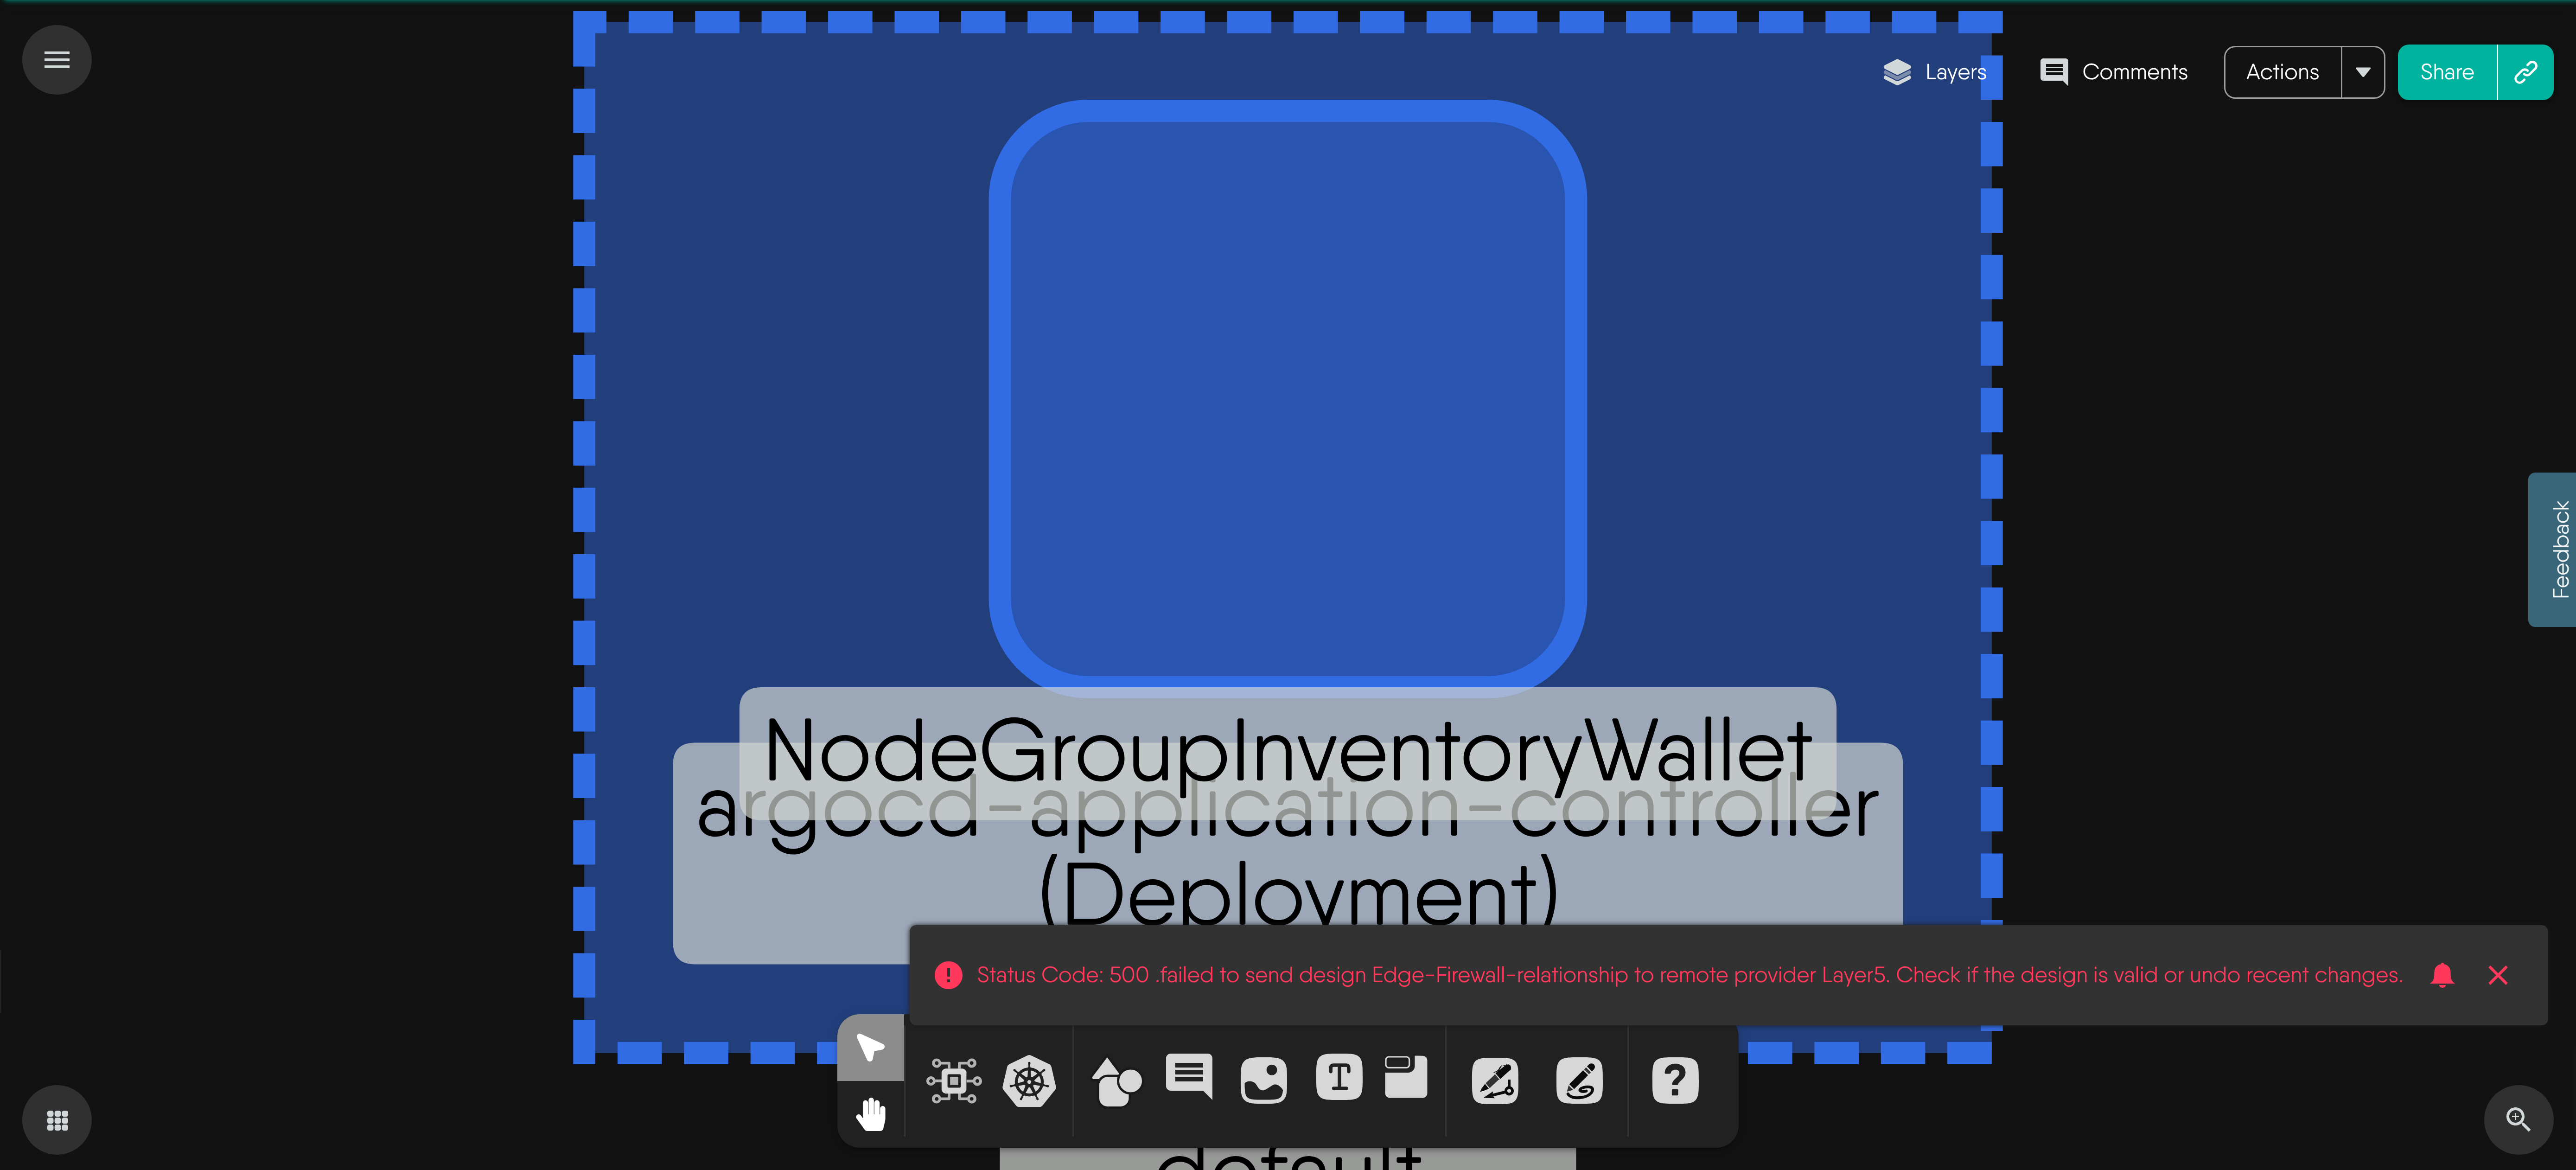 Layers
Comments
Actions
Share
Feedback
NodeGroupInventoryWallet
argocd-application-controller
(Deployment)
Status Code: 500 .failed to send design Edge-Firewall-relationship to remote provider Layer5. Check if the design is valid or undo recent changes.
T
?
default